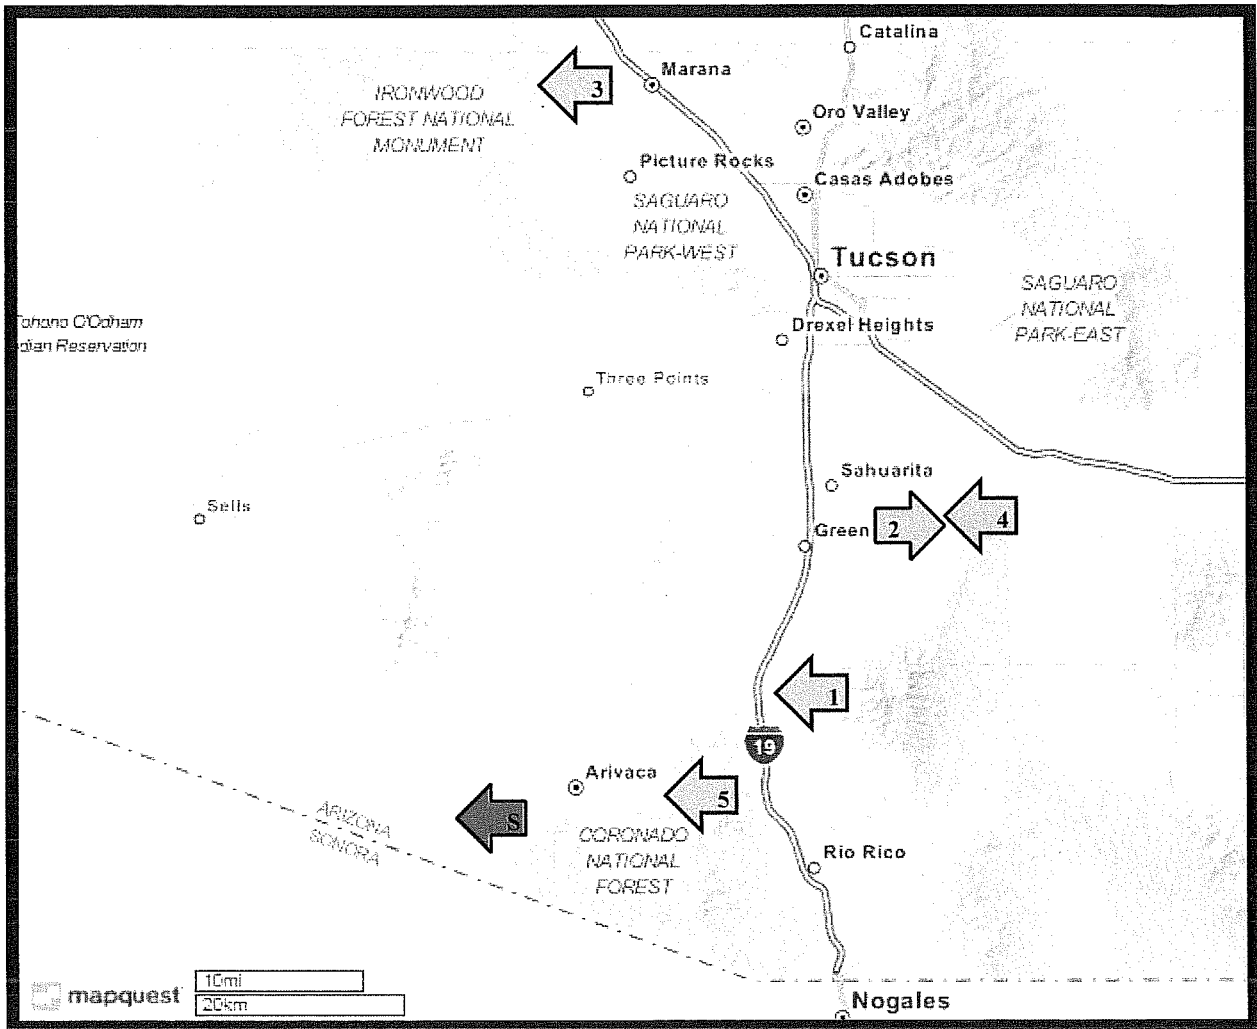 Catalina
Marana
3
IRONWOOD
FOREST NATIONAL
MONUMENT
Oro Valley
Picture Rocks
Casas Adobes
SAGUARO
NATIONAL
PARK-WEST
Tucson
SAGUARO
NATIONAL
PARK-EAST
ohono O'Odham
dian Reservation
Drexel Heights
Three Points
Sahuarita
Sells
Green
2
4
1
19
Arivaca
5
S
ARIZONA
SONORA
CORONADO
NATIONAL
FOREST
Rio Rico
10mi
20km
mapquest
Nogales